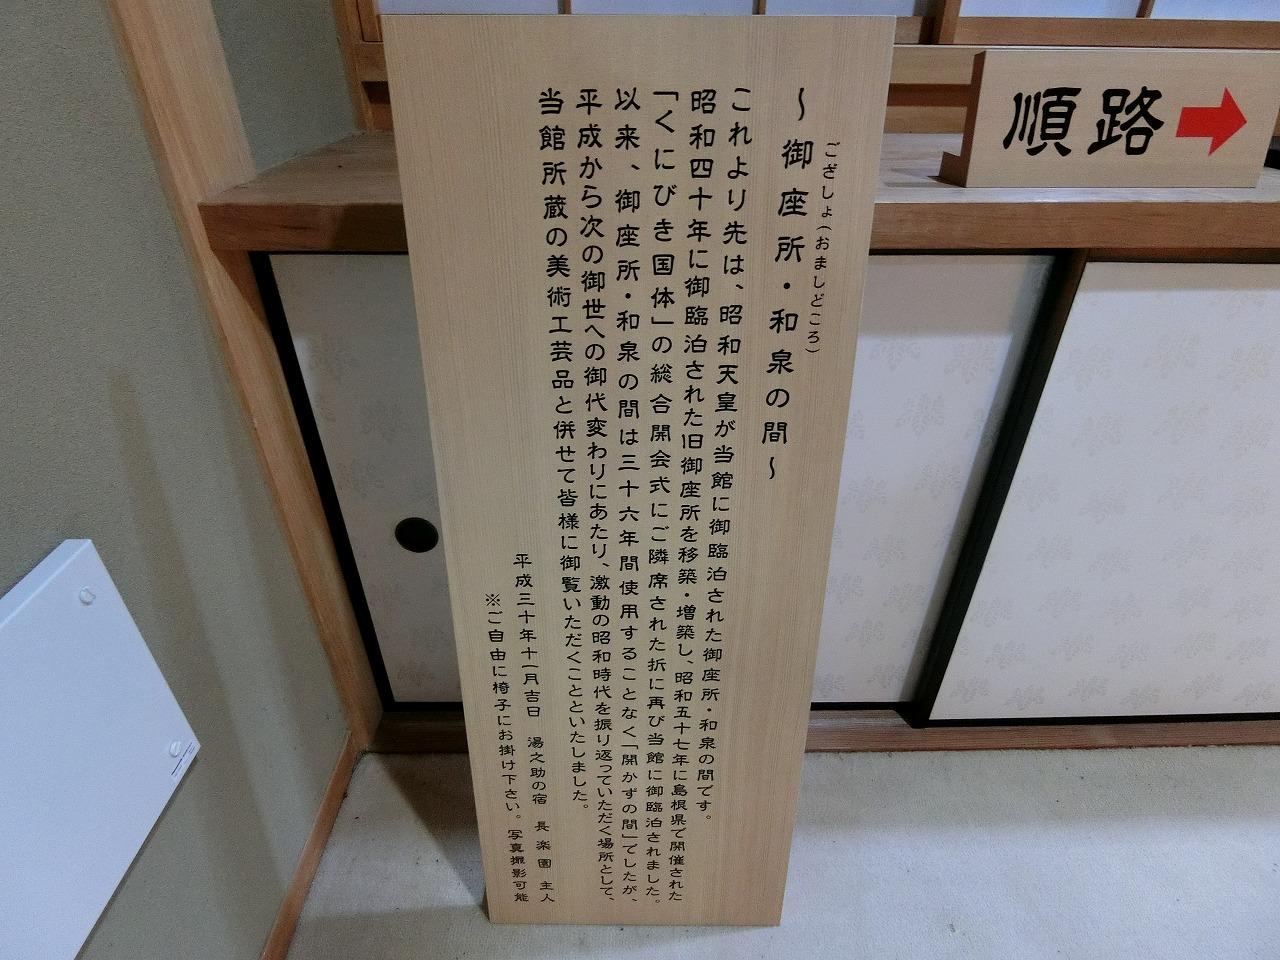 ～御座所・和泉の間～
ござしょ（おましどころ）
これより先は、昭和天皇が当館に御臨泊された御座所・和泉の間です。
昭和四十年に御臨泊された旧御座所を移築・増築し、昭和五十七年に島根県で開催された
「くにびき国体」の総合開会式にご隣席された折に再び当館に御臨泊されました。
以来、御座所・和泉の間は三十六年間使用することなく「開かずの間」でしたが、
平成から次の御世への御代変わりにあたり、激動の昭和時代を振り返っていただく場所として、
当館所蔵の美術工芸品と併せて皆様に御覧いただくことといたしました。
平成三十年十一月吉日　湯之助の宿　長楽園　主人
※ご自由に椅子にお掛け下さい。写真撮影可能
順路